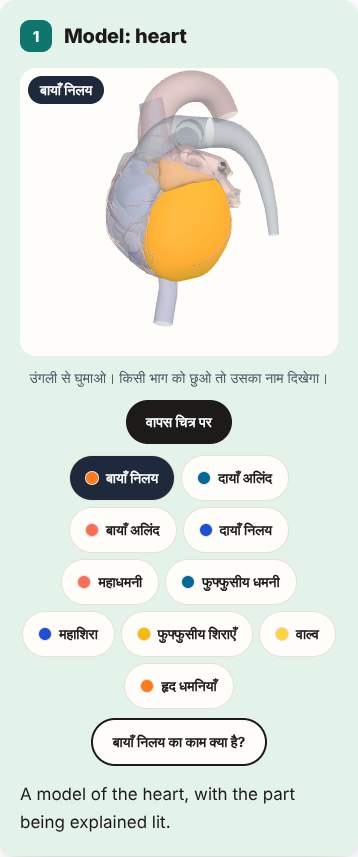 1 Model: heart
बायाँ निलय
उंगली से घुमाओ। किसी भाग को छुओ तो उसका नाम दिखेगा।
वापस चित्र पर
बायाँ निलय
दायाँ अलिंद
बायाँ अलिंद
दायाँ निलय
महाधमनी
फुफ्फुसीय धमनी
महाशिरा
फुफ्फुसीय शिराएँ
वाल्व
हृद धमनियाँ
बायाँ निलय का काम क्या है?
A model of the heart, with the part
being explained lit.